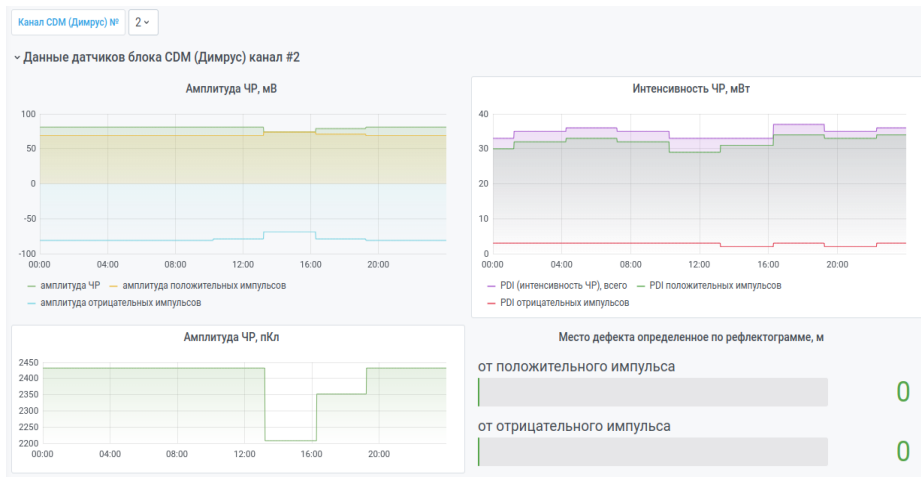 Канал CDM (Димрус) № 2
Данные датчиков блока CDM (Димрус) канал #2
Амплитуда ЧР, мВ
100
50
0
-50
-100
00:00 04:00 08:00 12:00 16:00 20:00
амплитуда ЧР амплитуда положительных импульсов
амплитуда отрицательных импульсов
Интенсивность ЧР, мВт
40
30
20
10
0
00:00 04:00 08:00 12:00 16:00 20:00
PDI (интенсивность ЧР), всего PDI положительных импульсов
PDI отрицательных импульсов
Амплитуда ЧР, пКл
2450
2400
2350
2300
2250
2200
00:00 04:00 08:00 12:00 16:00 20:00
Место дефекта определенное по рефлектограмме, м
от положительного импульса
0
от отрицательного импульса
0